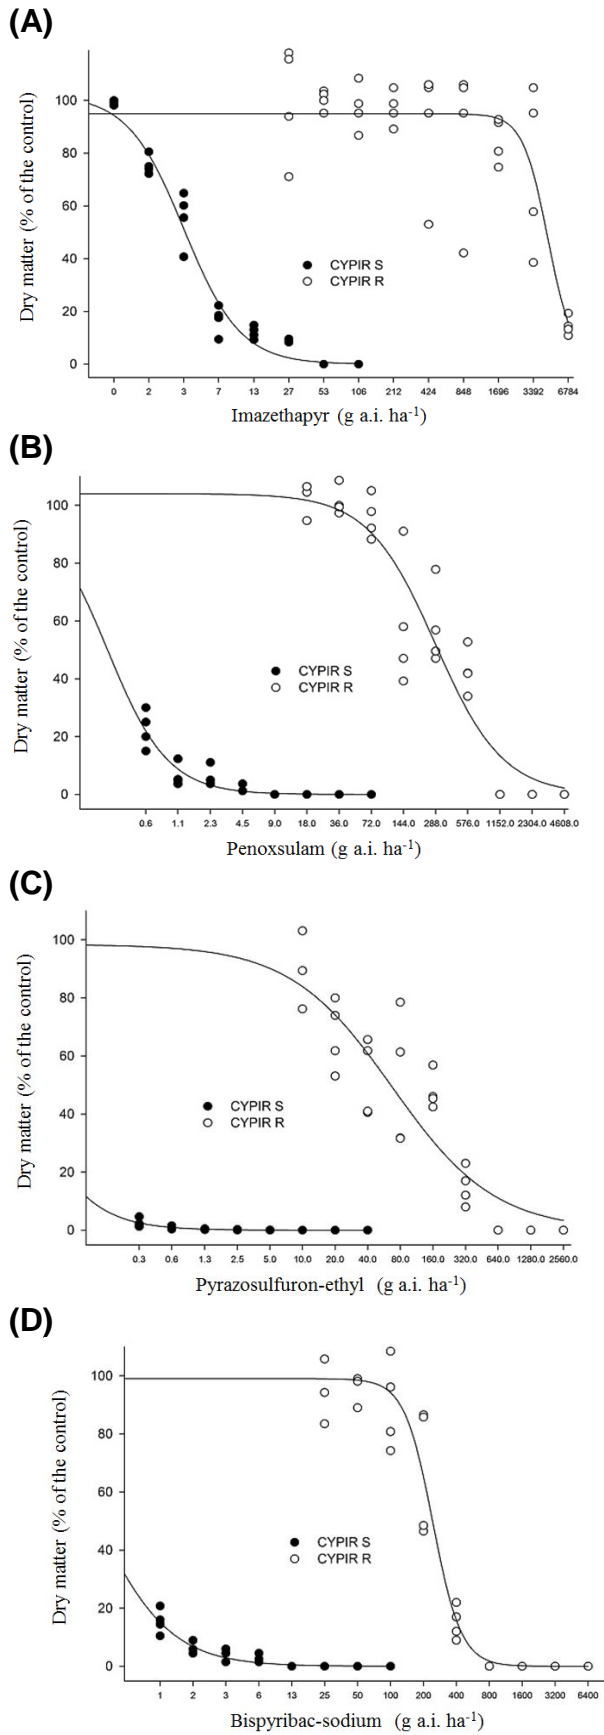 (A)
Dry matter (% of the control)
100
80
60
40
20
0
CYPIR S
CYPIR R
0 2 3 7 13 27 53 106 212 424 848 1696 3392 6784
Imazethapyr (g a.i. ha-1)
(B)
Dry matter (% of the control)
100
80
60
40
20
0
CYPIR S
CYPIR R
0.6 1.1 2.3 4.5 9.0 18.0 36.0 72.0 144.0 288.0 576.0 1152.0 2304.0 4608.0
Penoxsulam (g a.i. ha-1)
(C)
Dry matter (% of the control)
100
80
60
40
20
0
CYPIR S
CYPIR R
0.3 0.6 1.3 2.5 5.0 10.0 20.0 40.0 80.0 160.0 320.0 640.0 1280.0 2560.0
Pyrazosulfuron-ethyl (g a.i. ha-1)
(D)
Dry matter (% of the control)
100
80
60
40
20
0
CYPIR S
CYPIR R
1 2 3 6 13 25 50 100 200 400 800 1600 3200 6400
Bispyribac-sodium (g a.i. ha-1)